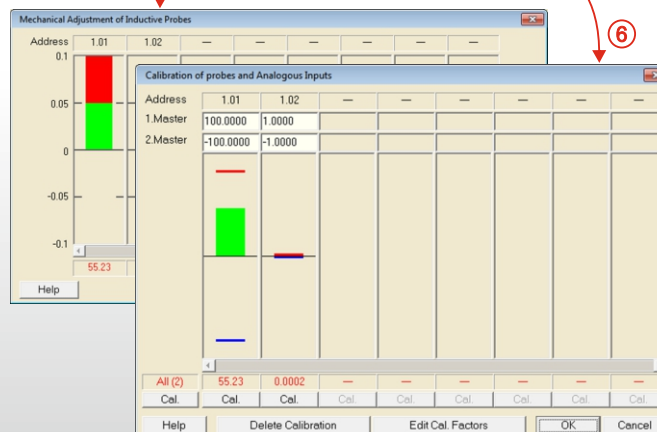 Mechanical Adjustment of Inductive Probes
Address 1.01 1.02 — — — — — —
0.1
0.05
0
-0.05
-0.1
55.23
Help
⑥
Calibration of probes and Analogous Inputs
Address 1.01 1.02 — — — — — —
1.Master 100.0000 1.0000
2.Master -100.0000 -1.0000
All (2) 55.23 0.0002 — — — — — —
Cal. Cal. Cal. Cal. Cal. Cal. Cal. Cal. Cal.
Help Delete Calibration Edit Cal. Factors OK Cancel